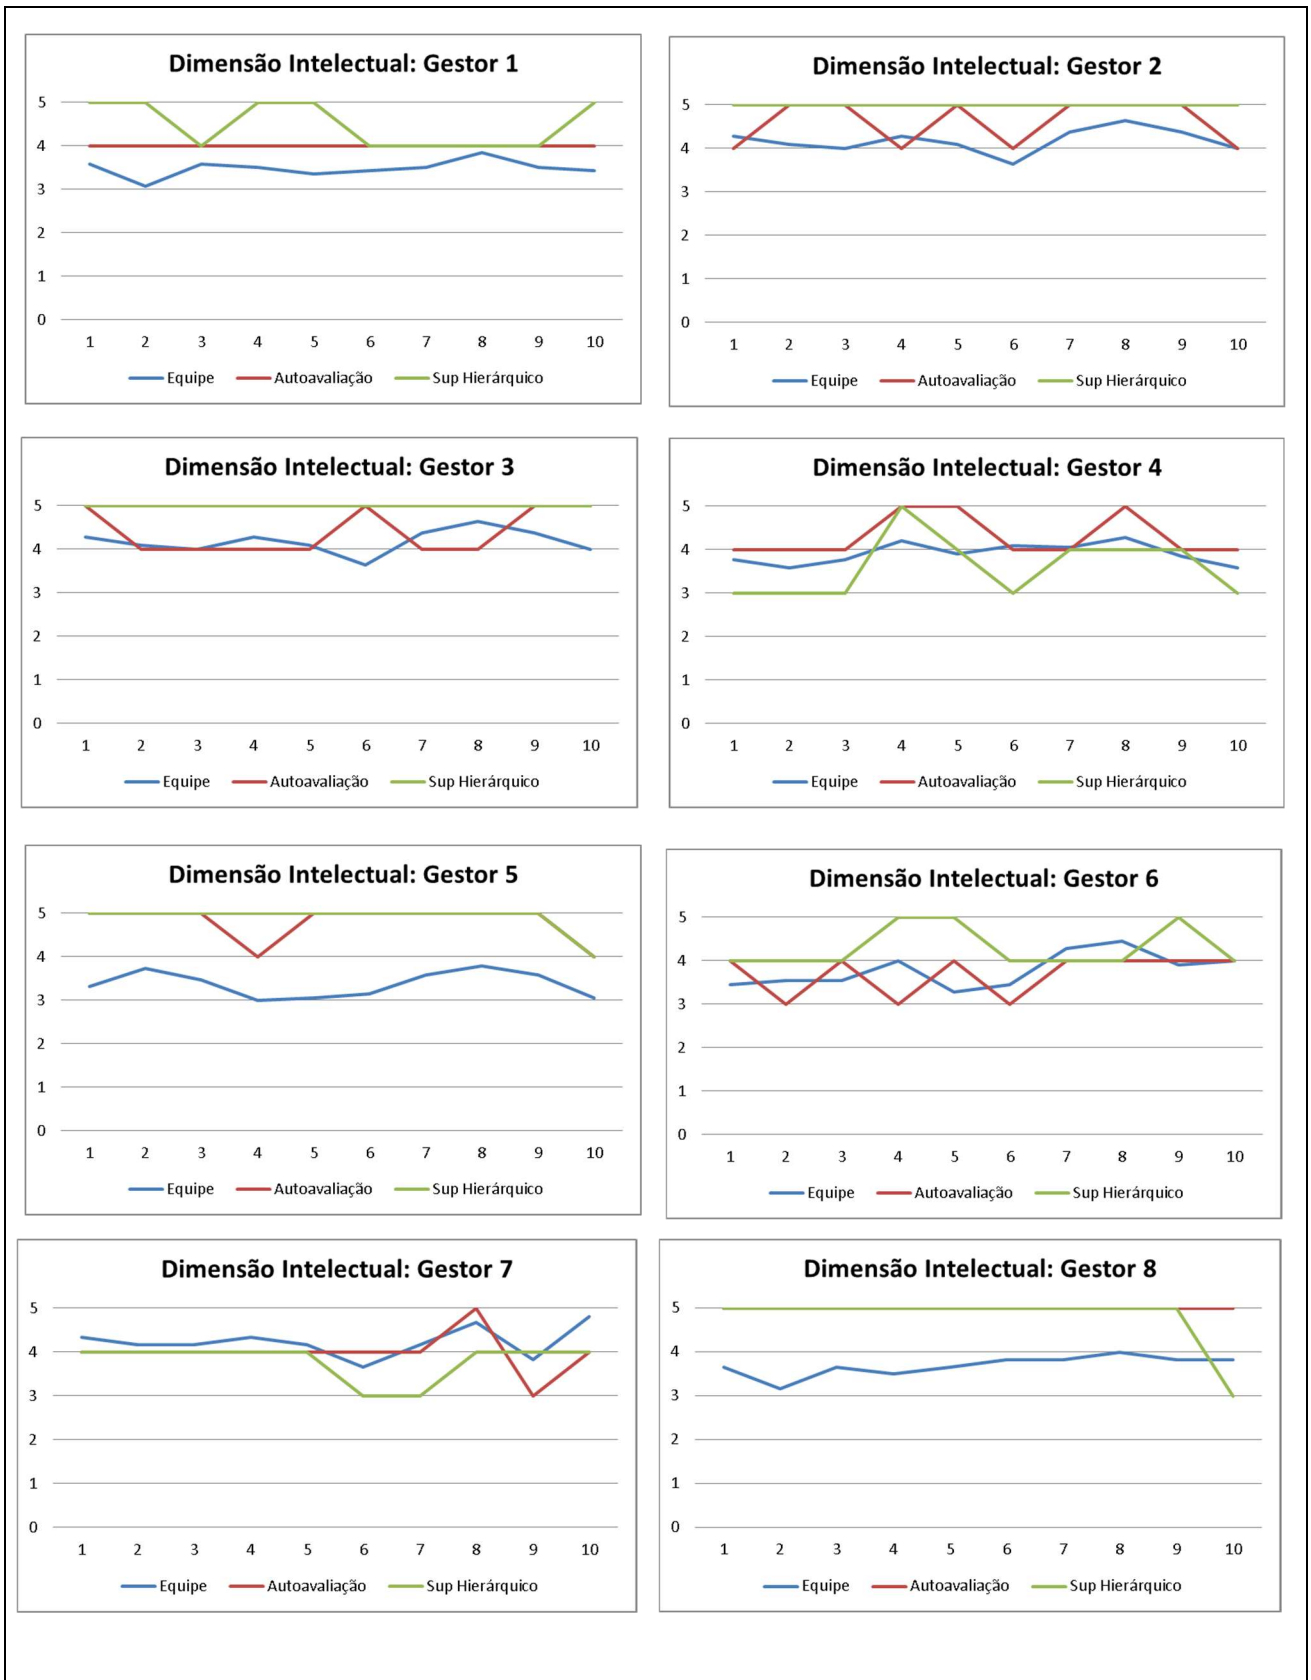 Dimensão Intelectual: Gestor 1
5
4
3
2
1
0
1 2 3 4 5 6 7 8 9 10
Equipe Autoavaliação Sup Hierárquico
Dimensão Intelectual: Gestor 2
5
4
3
2
1
0
1 2 3 4 5 6 7 8 9 10
Equipe Autoavaliação Sup Hierárquico
Dimensão Intelectual: Gestor 3
5
4
3
2
1
0
1 2 3 4 5 6 7 8 9 10
Equipe Autoavaliação Sup Hierárquico
Dimensão Intelectual: Gestor 4
5
4
3
2
1
0
1 2 3 4 5 6 7 8 9 10
Equipe Autoavaliação Sup Hierárquico
Dimensão Intelectual: Gestor 5
5
4
3
2
1
0
1 2 3 4 5 6 7 8 9 10
Equipe Autoavaliação Sup Hierárquico
Dimensão Intelectual: Gestor 6
5
4
3
2
1
0
1 2 3 4 5 6 7 8 9 10
Equipe Autoavaliação Sup Hierárquico
Dimensão Intelectual: Gestor 7
5
4
3
2
1
0
1 2 3 4 5 6 7 8 9 10
Equipe Autoavaliação Sup Hierárquico
Dimensão Intelectual: Gestor 8
5
4
3
2
1
0
1 2 3 4 5 6 7 8 9 10
Equipe Autoavaliação Sup Hierárquico